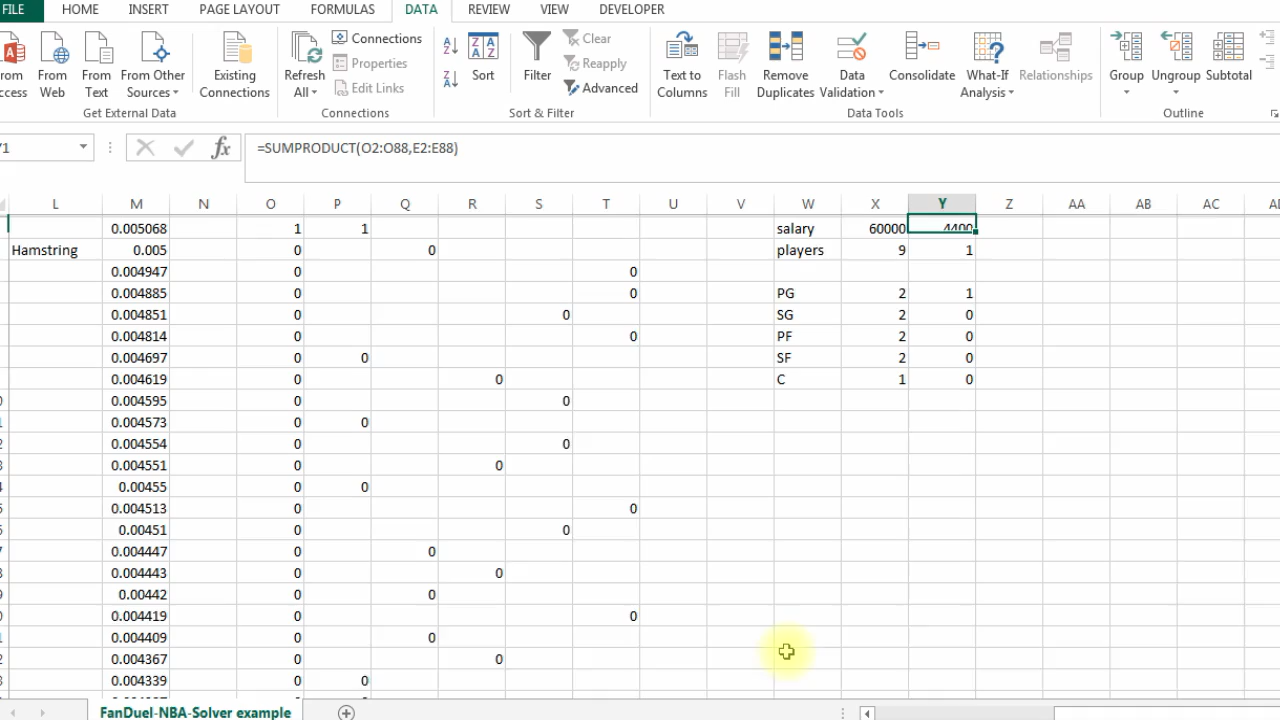 FILE HOME INSERT PAGE LAYOUT FORMULAS DATA REVIEW VIEW DEVELOPER
From Access
From Web
From Text
From Other Sources
Existing Connections
Get External Data
Refresh All
Connections
Properties
Edit Links
Connections
Sort
Filter
Clear
Reapply
Advanced
Sort & Filter
Text to Columns
Flash Fill
Remove Duplicates
Data Validation
Consolidate
What-If Analysis
Relationships
Data Tools
Group
Ungroup
Subtotal
Outline
fx =SUMPRODUCT(O2:O88,E2:E88)
L M N O P Q R S T U V W X Y Z AA AB AC
0.005068 1 1 salary 60000 4400
Hamstring 0.005 0 0 players 9 1
0.004947 0 0
0.004885 0 0 PG 2 1
0.004851 0 0 SG 2 0
0.004814 0 0 PF 2 0
0.004697 0 0 SF 2 0
0.004619 0 0 C 1 0
0.004595 0 0
0.004573 0 0
0.004554 0 0
0.004551 0 0
0.00455 0 0
0.004513 0 0
0.00451 0 0
0.004447 0 0
0.004443 0 0
0.00442 0 0
0.004419 0 0
0.004409 0 0
0.004367 0 0
0.004339 0 0
FanDuel-NBA-Solver example